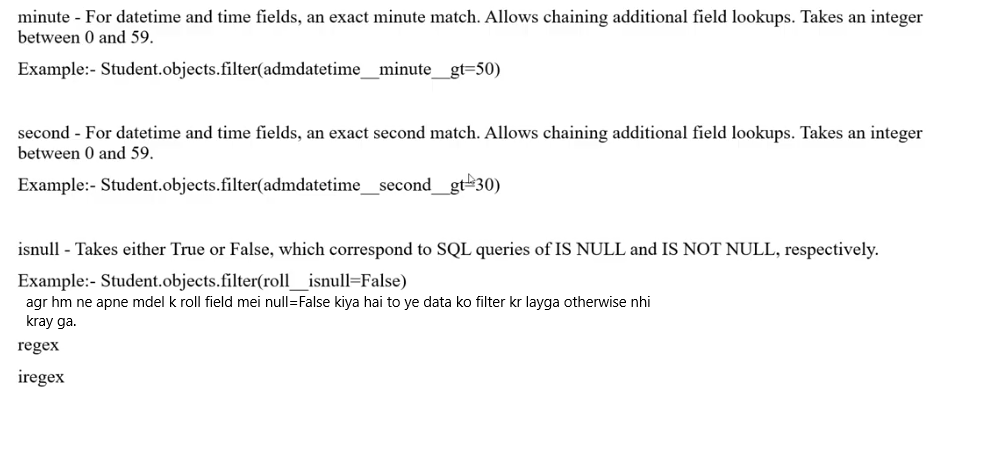 minute - For datetime and time fields, an exact minute match. Allows chaining additional field lookups. Takes an integer
between 0 and 59.
Example:- Student.objects.filter(admdatetime__minute__gt=50)
second - For datetime and time fields, an exact second match. Allows chaining additional field lookups. Takes an integer
between 0 and 59.
Example:- Student.objects.filter(admdatetime__second__gt=30)
isnull - Takes either True or False, which correspond to SQL queries of IS NULL and IS NOT NULL, respectively.
Example:- Student.objects.filter(roll__isnull=False)
agr hm ne apne mdel k roll field mei null=False kiya hai to ye data ko filter kr layga otherwise nhi
kray ga.
regex
iregex